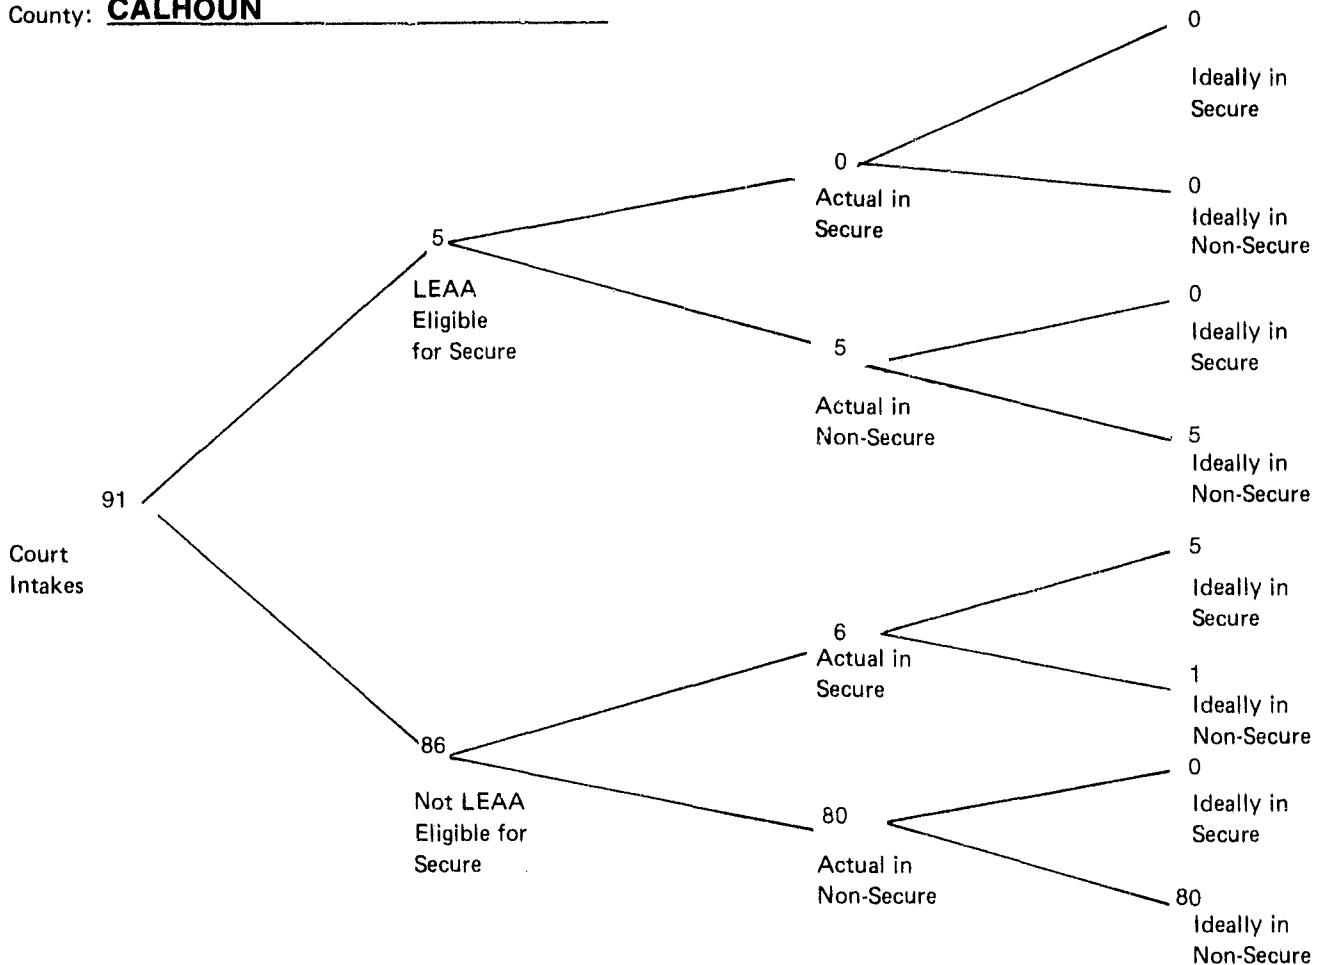 County: CALHOUN
91
Court
Intakes
5
LEAA
Eligible
for Secure
86
Not LEAA
Eligible for
Secure
0
Actual in
Secure
5
Actual in
Non-Secure
6
Actual in
Secure
80
Actual in
Non-Secure
0
Ideally in
Secure
0
Ideally in
Non-Secure
0
Ideally in
Secure
5
Ideally in
Non-Secure
5
Ideally in
Secure
1
Ideally in
Non-Secure
0
Ideally in
Secure
80
Ideally in
Non-Secure